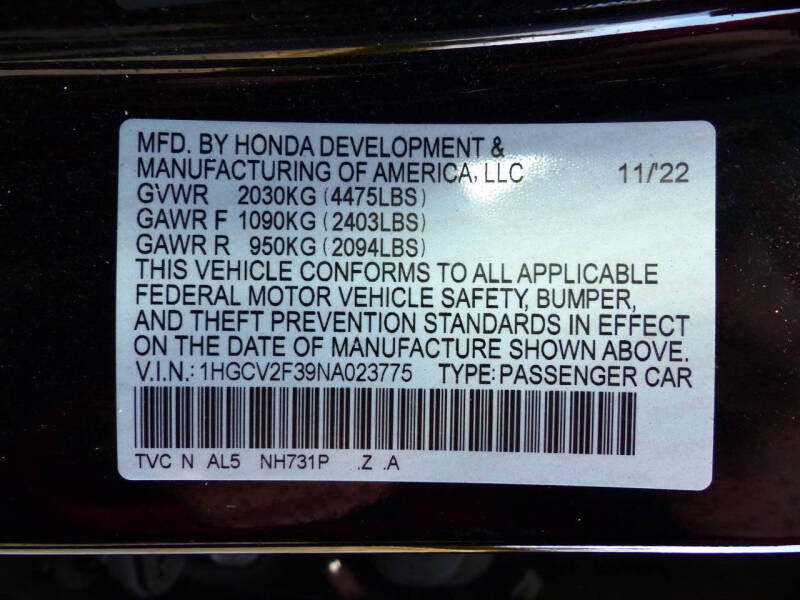 MFD. BY HONDA DEVELOPMENT &
MANUFACTURING OF AMERICA, LLC 11/'22
GVWR 2030KG (4475LBS)
GAWR F 1090KG (2403LBS)
GAWR R 950KG (2094LBS)
THIS VEHICLE CONFORMS TO ALL APPLICABLE
FEDERAL MOTOR VEHICLE SAFETY, BUMPER,
AND THEFT PREVENTION STANDARDS IN EFFECT
ON THE DATE OF MANUFACTURE SHOWN ABOVE.
V.I.N.: 1HGCV2F39NA023775 TYPE: PASSENGER CAR
TVC N AL5 NH731P .Z .A